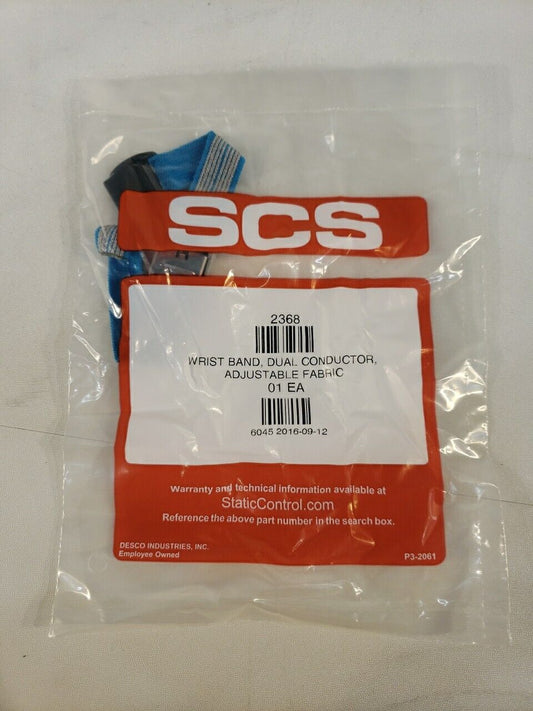 SCS
2368
WRIST BAND, DUAL CONDUCTOR,
ADJUSTABLE FABRIC
01 EA
6045 2016-09-12
Warranty and technical information available at
StaticControl.com
Reference the above part number in the search box.
DESCO INDUSTRIES, INC.
Employee Owned
P3-2061